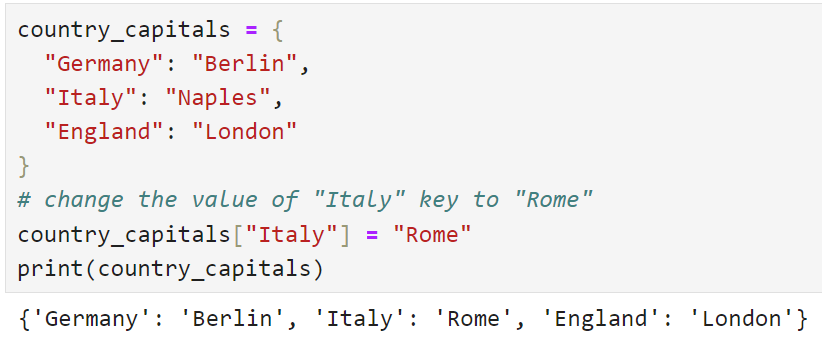 country_capitals = {
  "Germany": "Berlin",
  "Italy": "Naples",
  "England": "London"
}
# change the value of "Italy" key to "Rome"
country_capitals["Italy"] = "Rome"
print(country_capitals)
{'Germany': 'Berlin', 'Italy': 'Rome', 'England': 'London'}